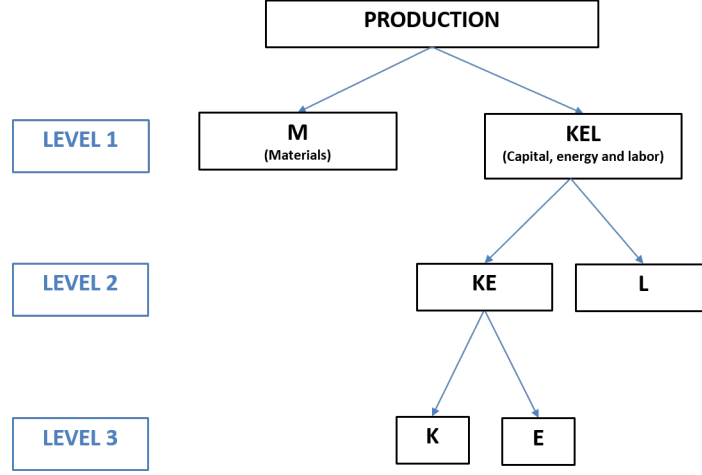 PRODUCTION
LEVEL 1
M
(Materials)
KEL
(Capital, energy and labor)
LEVEL 2
KE
L
LEVEL 3
K
E